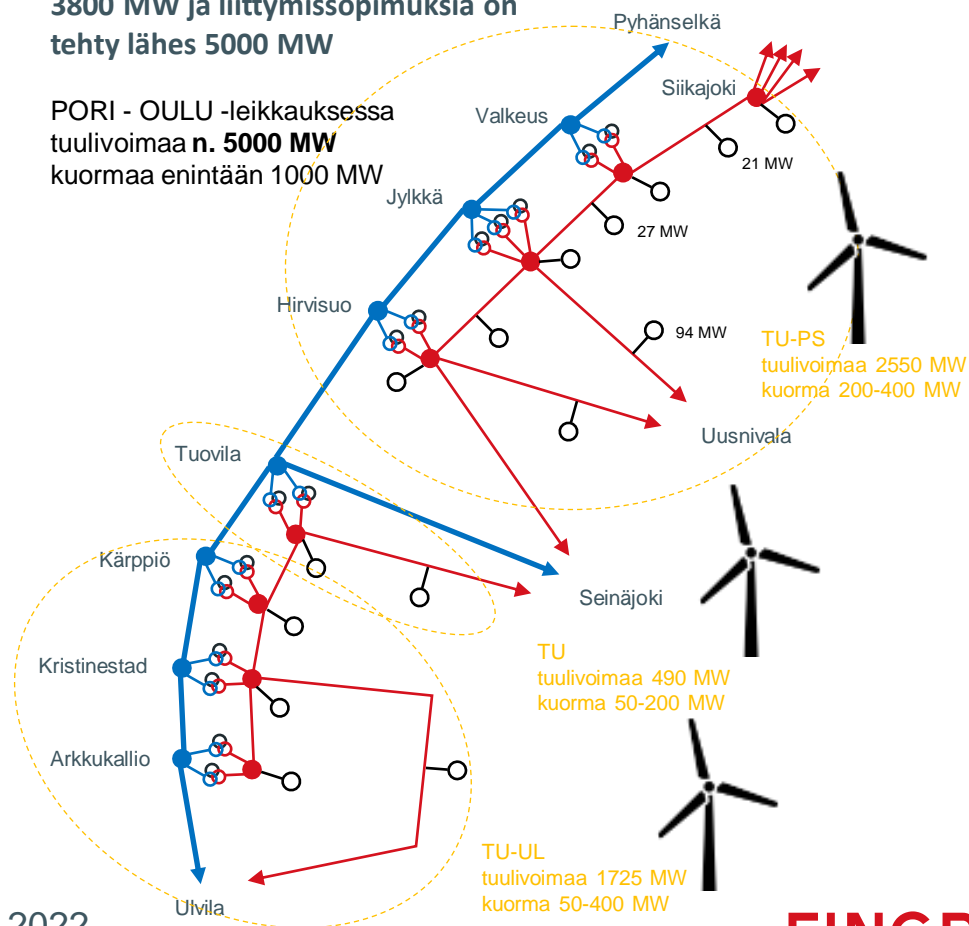 3800 MW ja liittymissopimuksia on
tehty lähes 5000 MW
PORI - OULU -leikkauksessa
tuulivoimaa n. 5000 MW
kuormaa enintään 1000 MW
Pyhänselkä
Siikajoki
Valkeus
21 MW
Jylkkä
27 MW
Hirvisuo
94 MW
TU-PS
tuulivoimaa 2550 MW
kuorma 200-400 MW
Uusnivala
Tuovila
Kärppiö
Seinäjoki
TU
tuulivoimaa 490 MW
kuorma 50-200 MW
Kristinestad
Arkkukallio
TU-UL
tuulivoimaa 1725 MW
kuorma 50-400 MW
Ulvila
2022